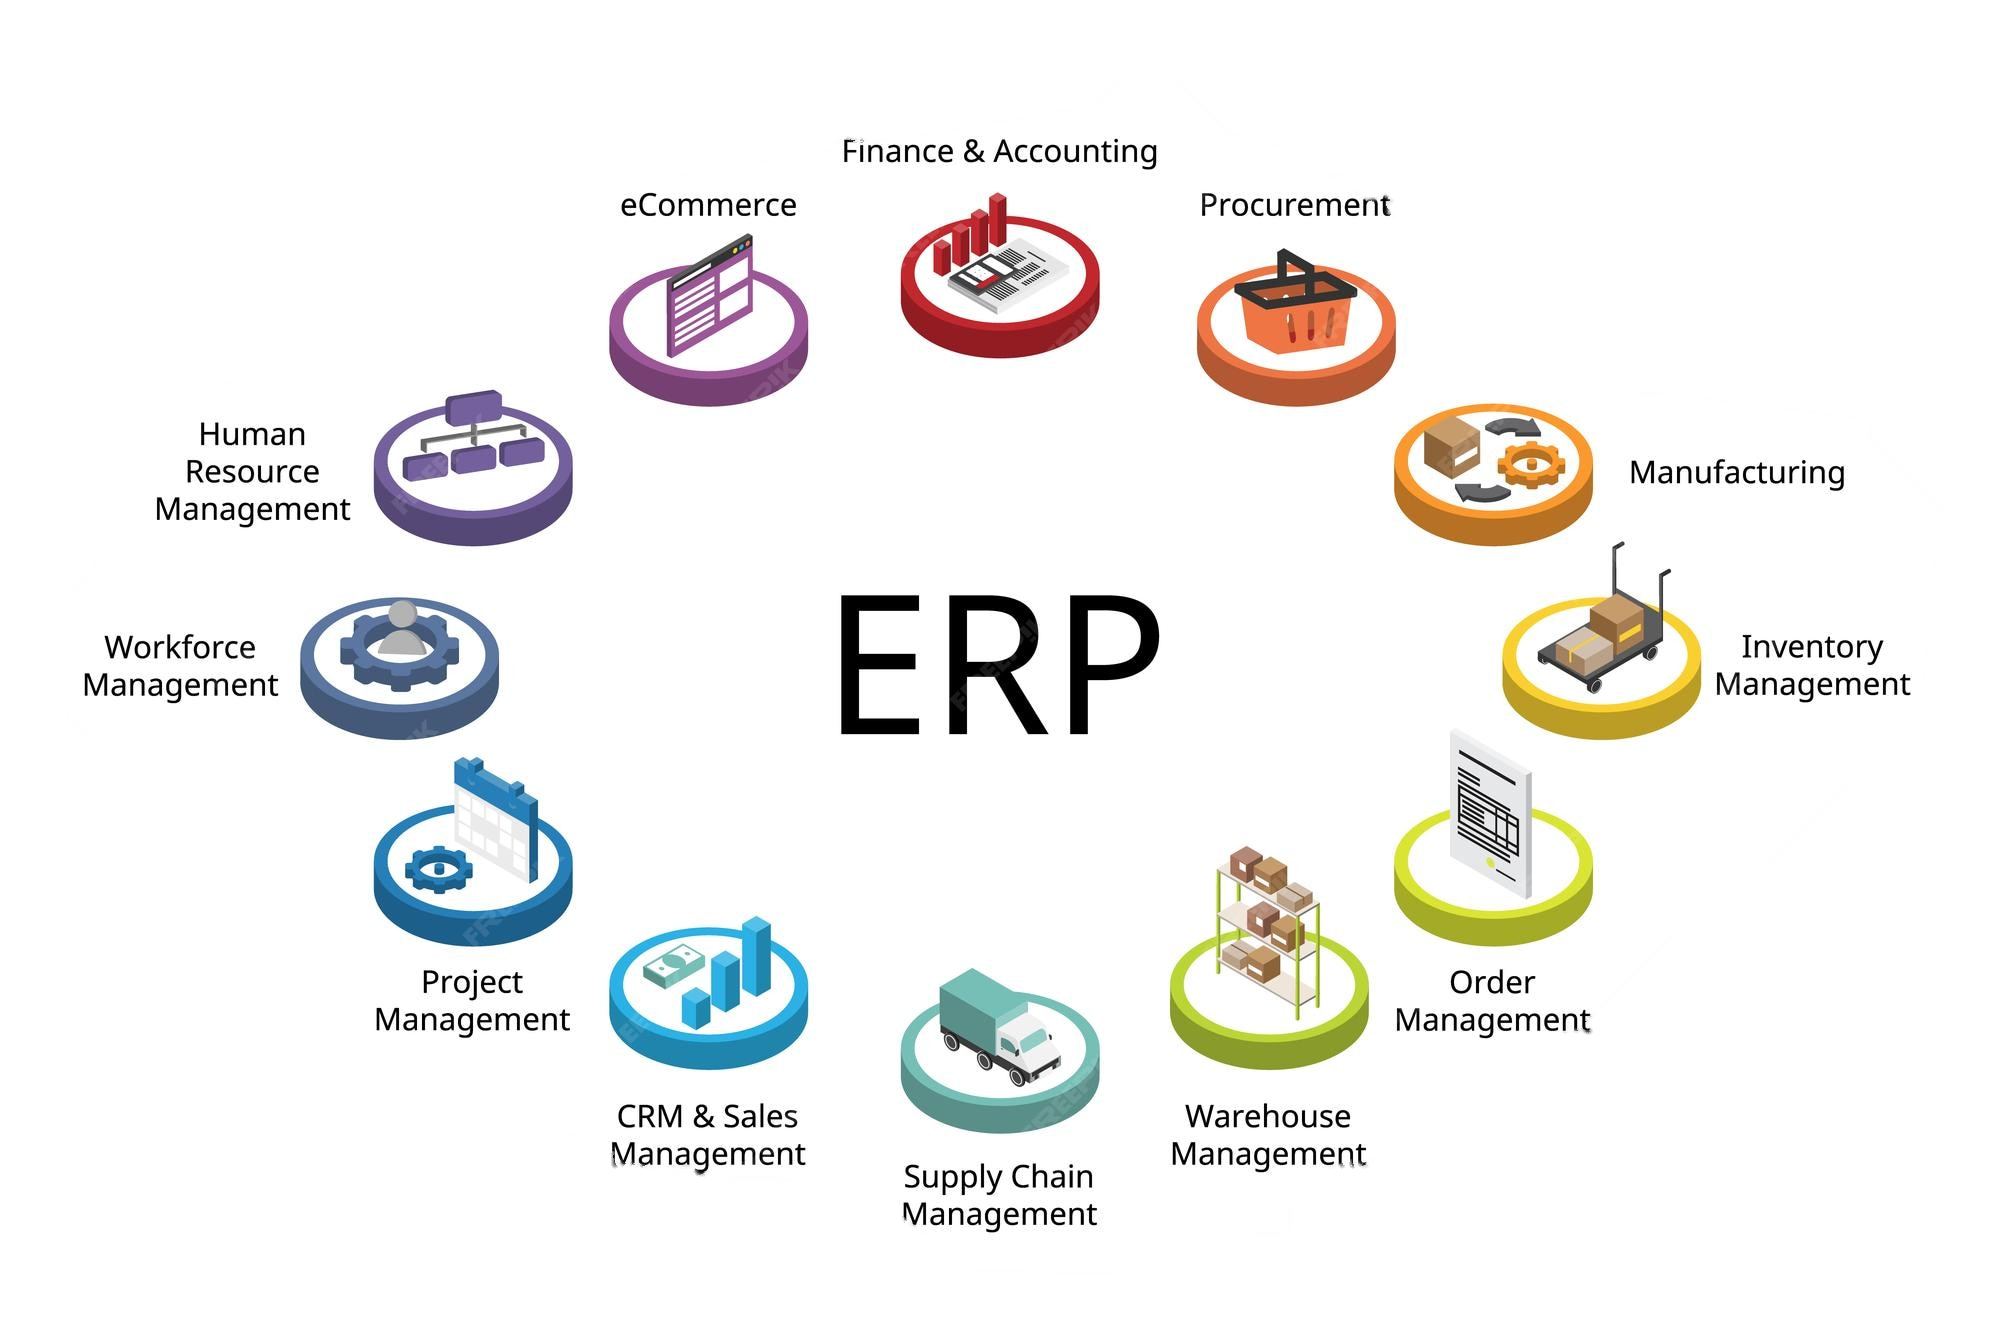 Finance & Accounting
eCommerce
Procurement
Human
Resource
Management
Manufacturing
ERP
Workforce
Management
Inventory
Management
Project
Management
Order
Management
CRM & Sales
Management
Warehouse
Management
Supply Chain
Management